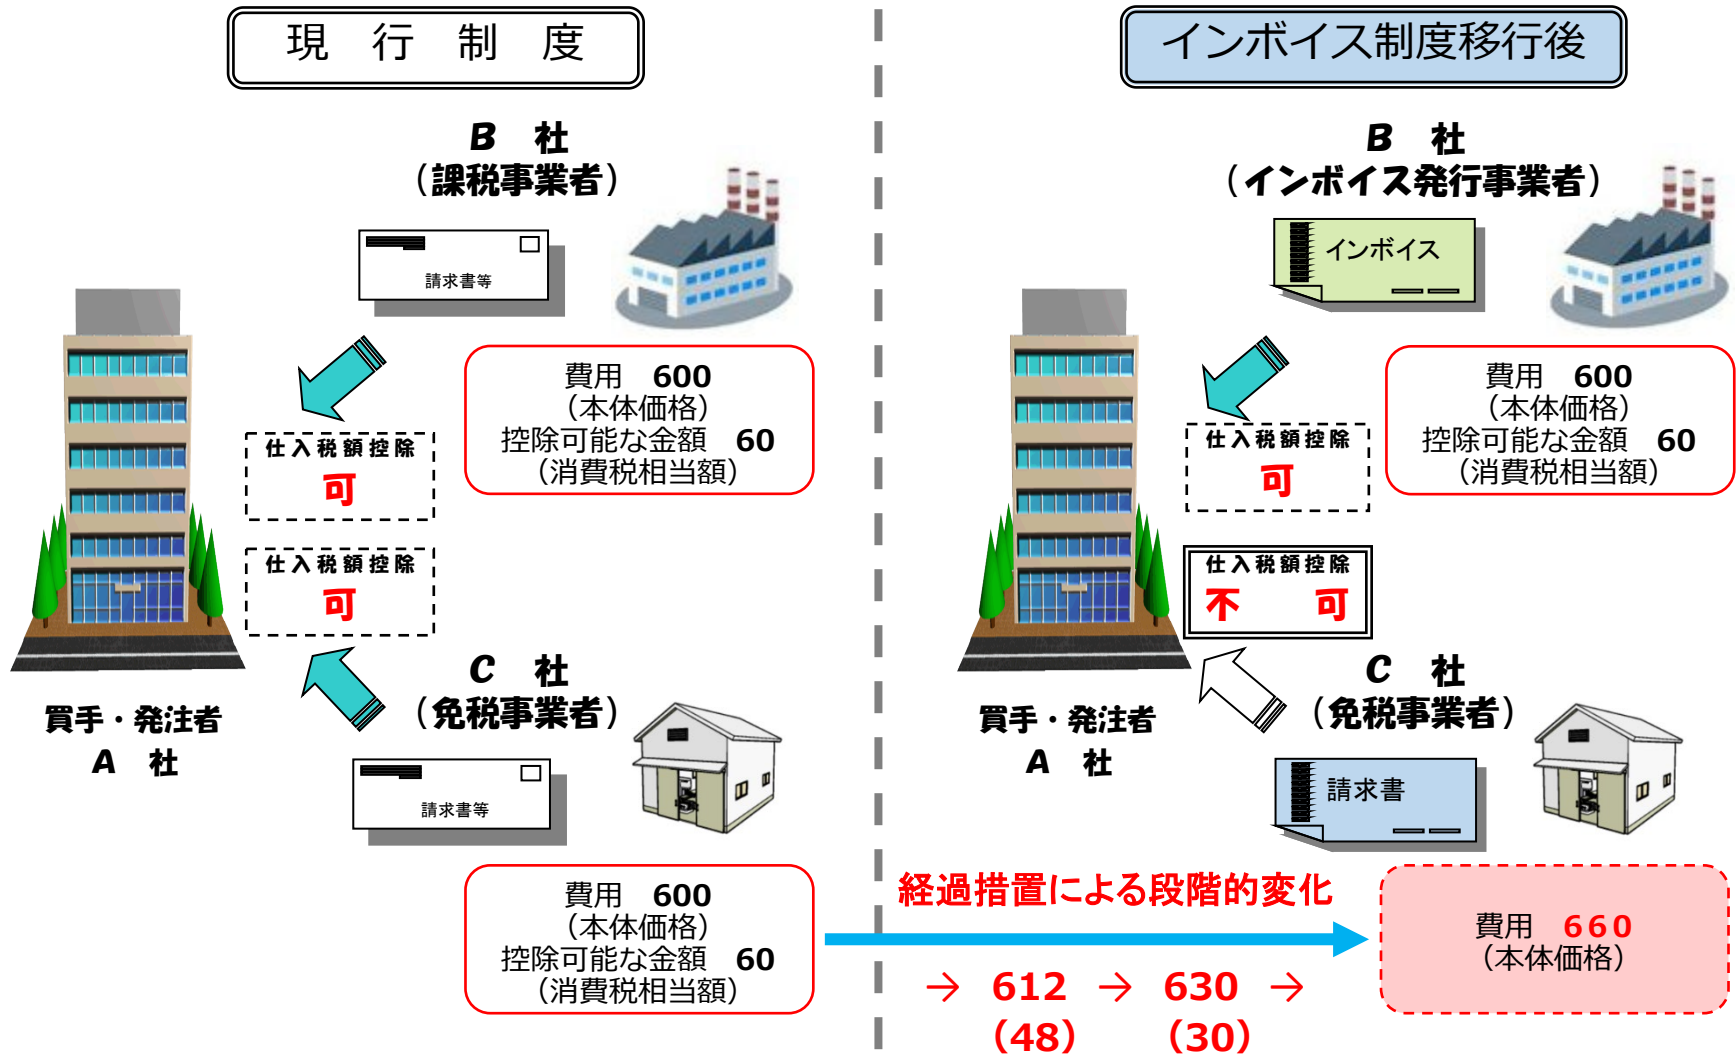 現 行 制 度
B 社
（課税事業者）
請求書等
費用 600
（本体価格）
控除可能な金額 60
（消費税相当額）
仕入税額控除
可
仕入税額控除
可
買手・発注者
A 社
C 社
（免税事業者）
請求書等
費用 600
（本体価格）
控除可能な金額 60
（消費税相当額）
インボイス制度移行後
B 社
（インボイス発行事業者）
インボイス
費用 600
（本体価格）
控除可能な金額 60
（消費税相当額）
仕入税額控除
可
仕入税額控除
不 可
買手・発注者
A 社
C 社
（免税事業者）
請求書
経過措置による段階的変化
→ 612 → 630 →
（48） （30）
費用 660
（本体価格）